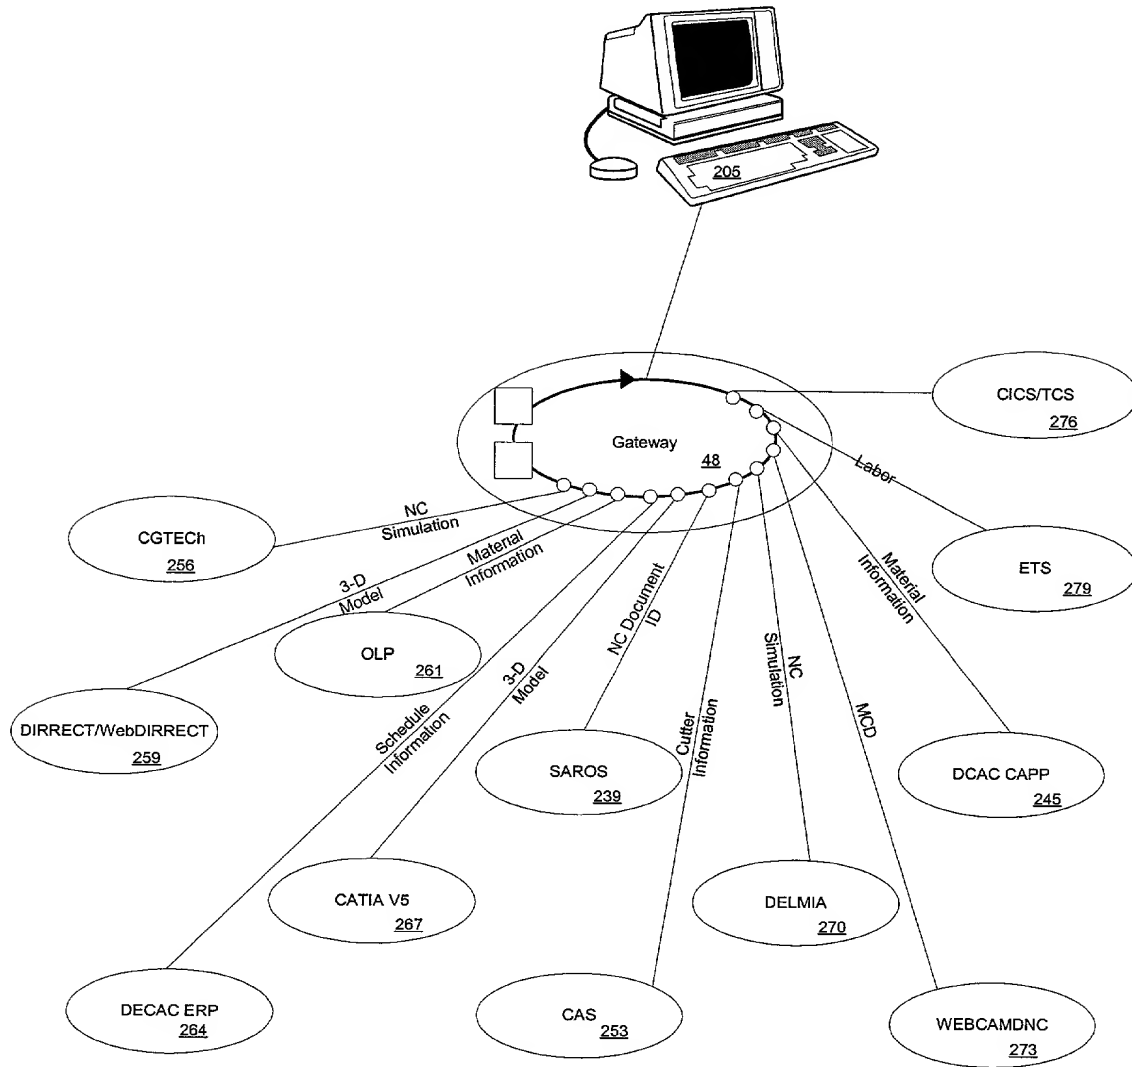 205
Gateway
48
CICS/TCS
276
Labor
ETS
279
NC
Simulation
CGTECh
256
Material
Information
3-D
Model
OLP
261
Material
Information
NC Document
ID
NC
Simulation
3-D
Model
DIRRECT/WebDIRRECT
259
Schedule
Information
Cutter
Information
MCD
SAROS
239
DCAC CAPP
245
CATIA V5
267
DELMIA
270
DECAC ERP
264
CAS
253
WEBCAMDNC
273